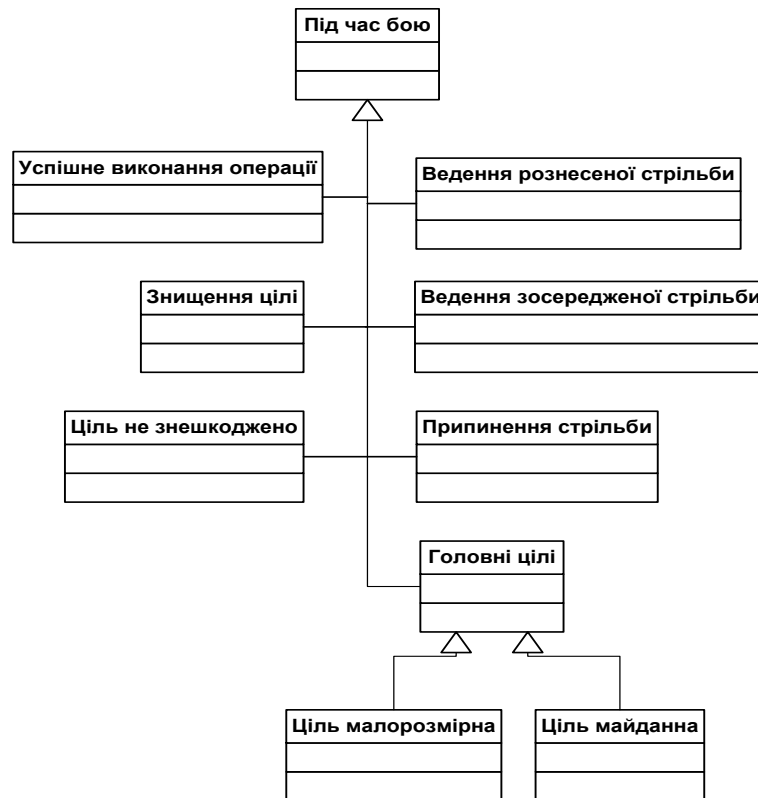 Під час бою
Успішне виконання операції
Ведення рознесеної стрільби
Знищення цілі
Ведення зосередженої стрільби
Ціль не знешкоджено
Припинення стрільби
Головні цілі
Ціль малорозмірна
Ціль майданна